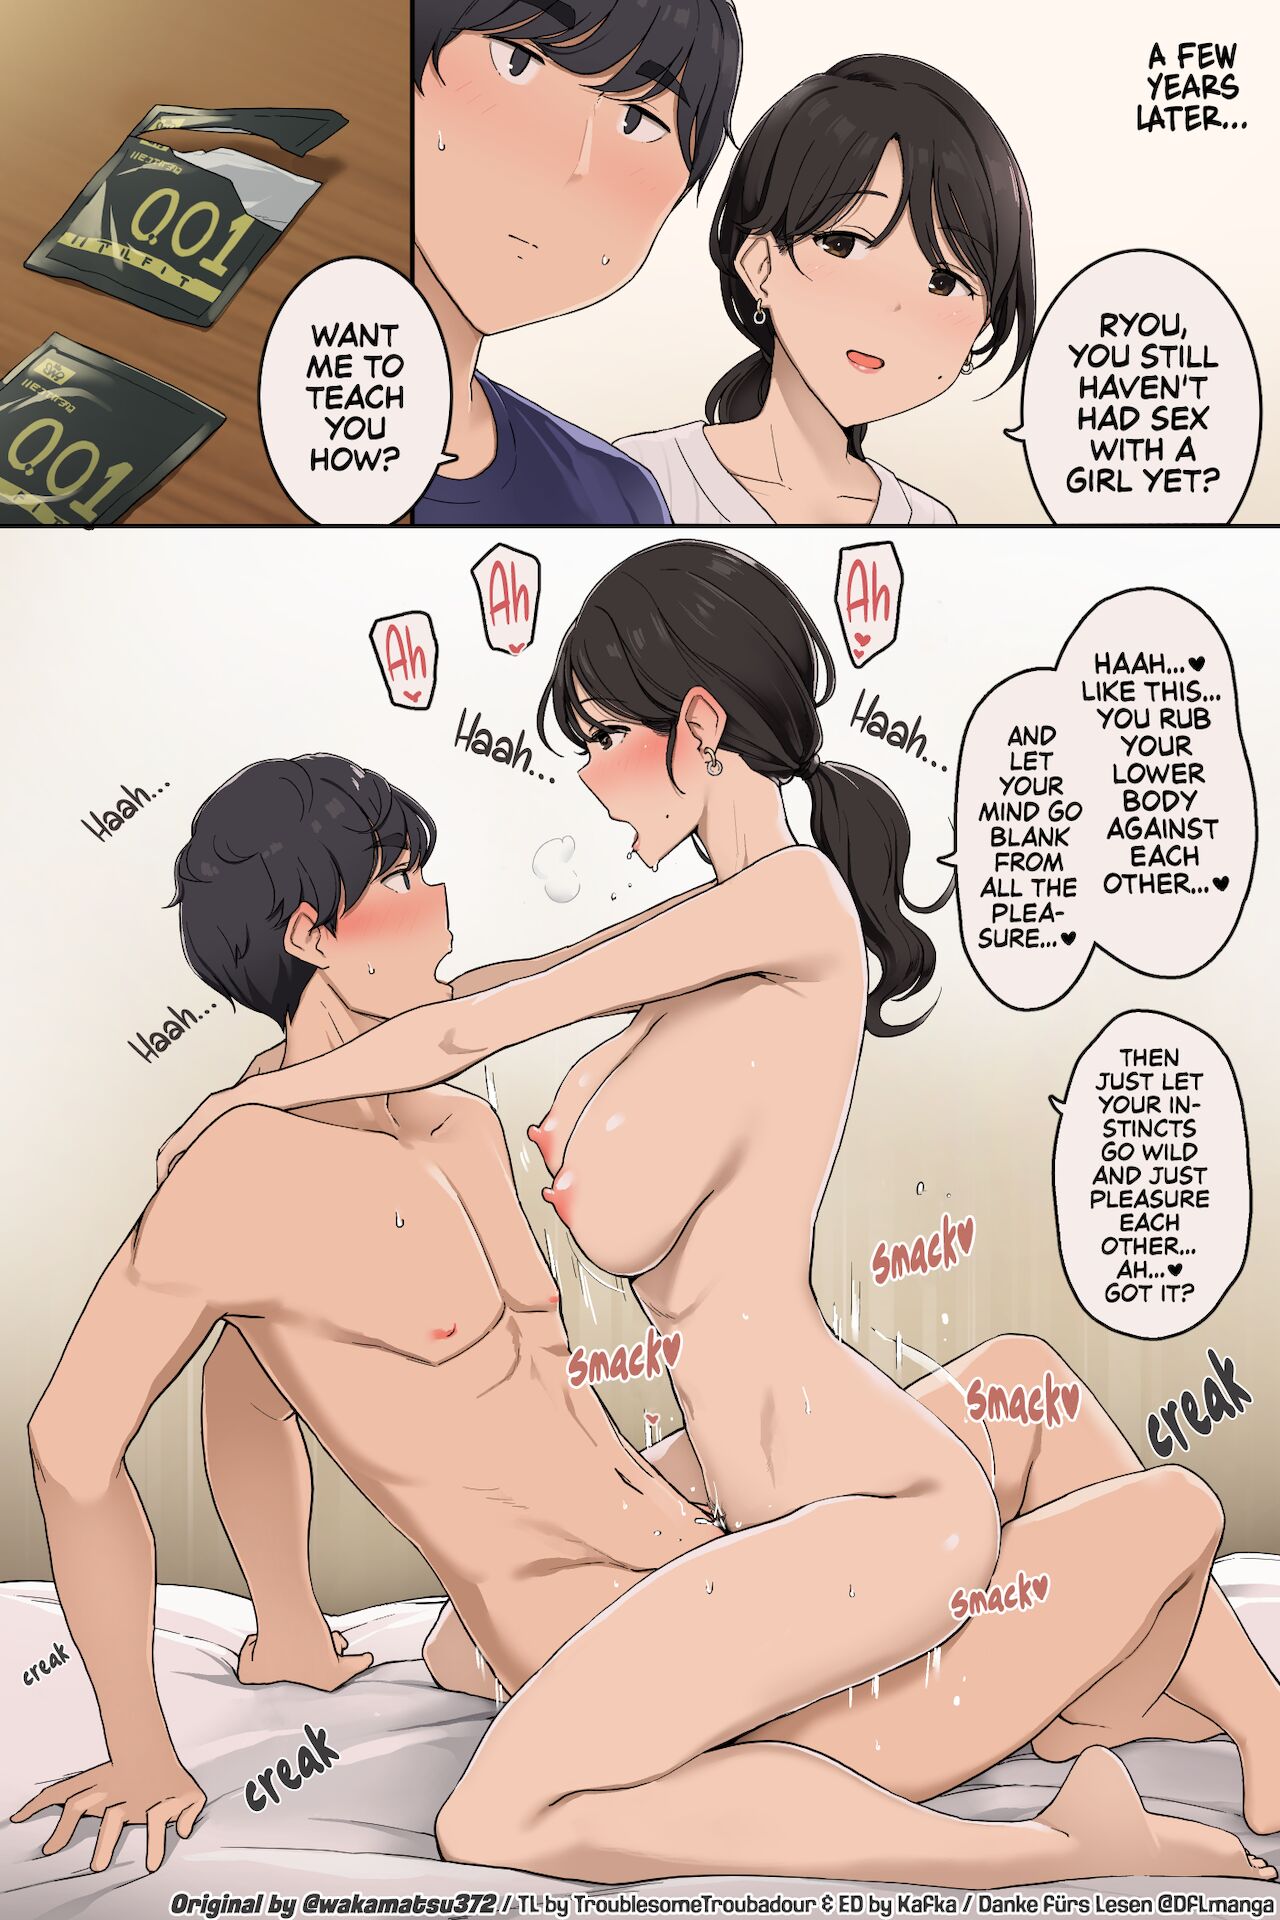 A FEW
YEARS
LATER...
RYOU,
YOU STILL
HAVEN'T
HAD SEX
WITH A
GIRL YET?
WANT
ME TO
TEACH
YOU
HOW?
0.01
0.01
Ah
Ah
Ah
Haah...
Haah...
Haah...
Haah...
HAAH...♥
LIKE THIS...
YOU RUB
YOUR
LOWER
BODY
AGAINST
EACH
OTHER...♥
AND
LET
YOUR
MIND GO
BLANK
FROM
ALL THE
PLEA-
SURE...♥
THEN
JUST LET
YOUR IN-
STINCTS
GO WILD
AND JUST
PLEASURE
EACH
OTHER...
AH...♥
GOT IT?
smack♥
smack♥
smack♥
smack♥
creak
creak
creak
Original by @wakamatsu372 / TL by TroublesomeTroubadour & ED by Kafka / Danke fürs Lesen @DFLmanga